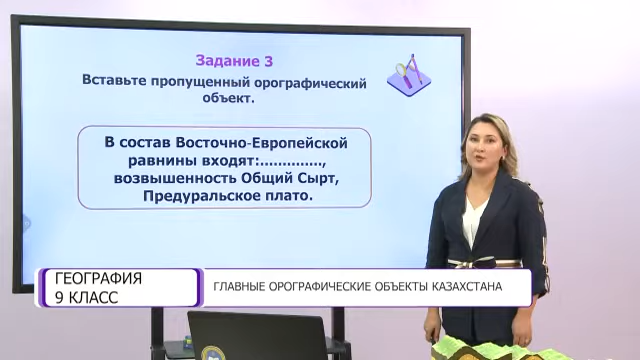 Задание 3
Вставьте пропущенный орографический
объект.
В состав Восточно-Европейской
равнины входят:..............,
возвышенность Общий Сырт,
Предуральское плато.
ГЕОГРАФИЯ
9 КЛАСС
ГЛАВНЫЕ ОРОГРАФИЧЕСКИЕ ОБЪЕКТЫ КАЗАХСТАНА